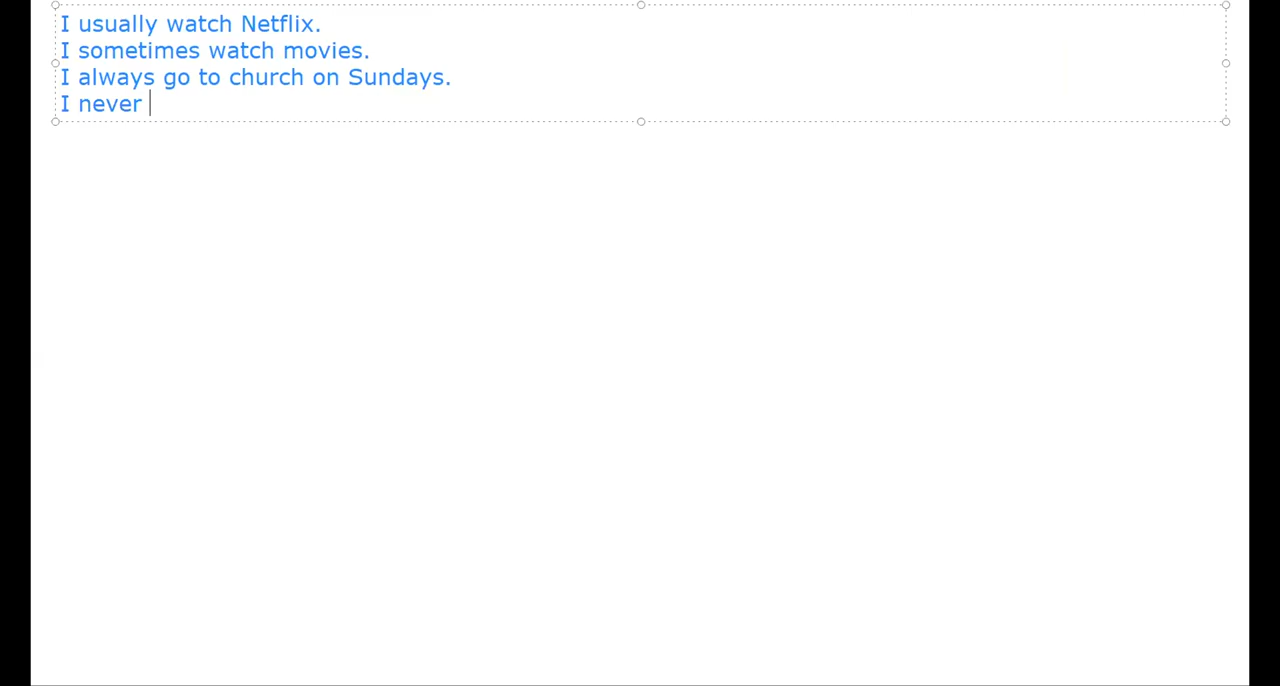 I usually watch Netflix.
I sometimes watch movies.
I always go to church on Sundays.
I never